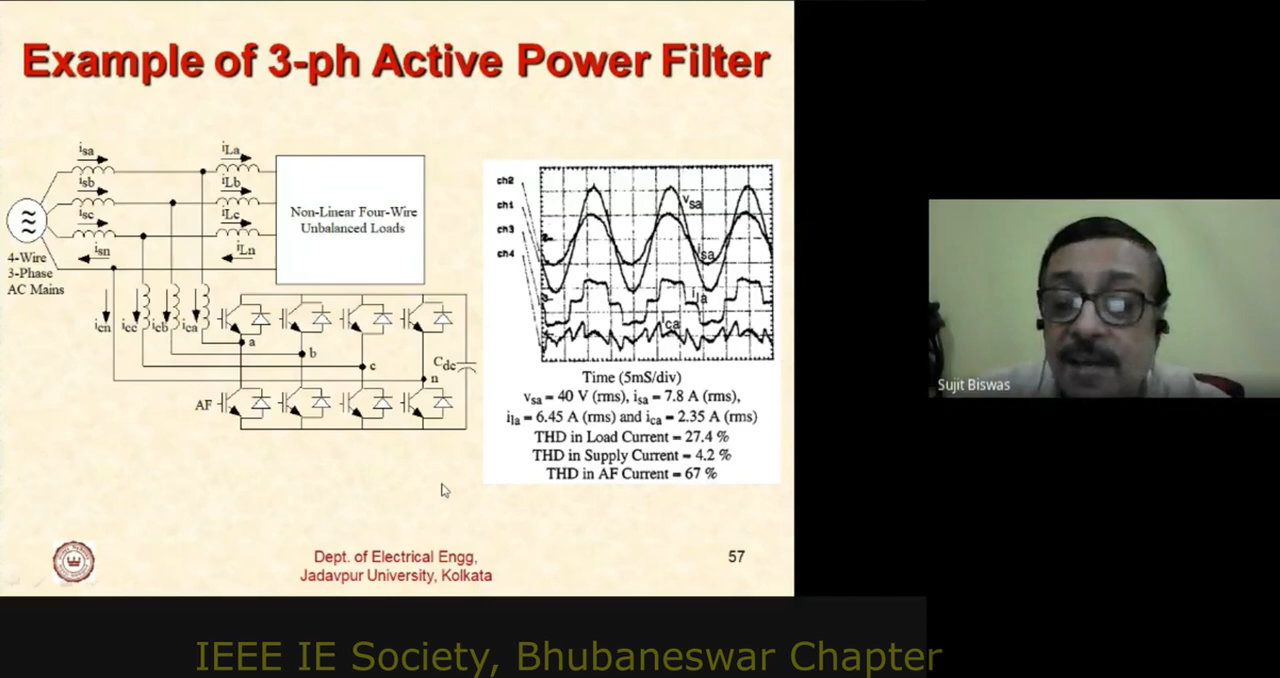 Example of 3-ph Active Power Filter
isa
isb
isc
isn
iLa
iLb
iLc
iLn
Non-Linear Four-Wire
Unbalanced Loads
4-Wire
3-Phase
AC Mains
icn
icc
icb
ica
a
b
c
n
Cdc
AF
ch2
ch1
ch3
ch4
vsa
isa
ila
ica
Time (5mS/div)
vsa = 40 V (rms), isa = 7.8 A (rms),
ila = 6.45 A (rms) and ica = 2.35 A (rms)
THD in Load Current = 27.4 %
THD in Supply Current = 4.2 %
THD in AF Current = 67 %
Dept. of Electrical Engg,
Jadavpur University, Kolkata
57
Sujit Biswas
IEEE IE Society, Bhubaneswar Chapter